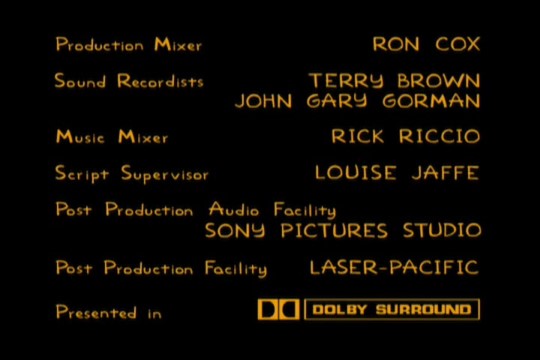 Production Mixer RON COX
Sound Recordists TERRY BROWN
JOHN GARY GORMAN
Music Mixer RICK RICCIO
Script Supervisor LOUISE JAFFE
Post Production Audio Facility
SONY PICTURES STUDIO
Post Production Facility LASER-PACIFIC
Presented in DOLBY SURROUND